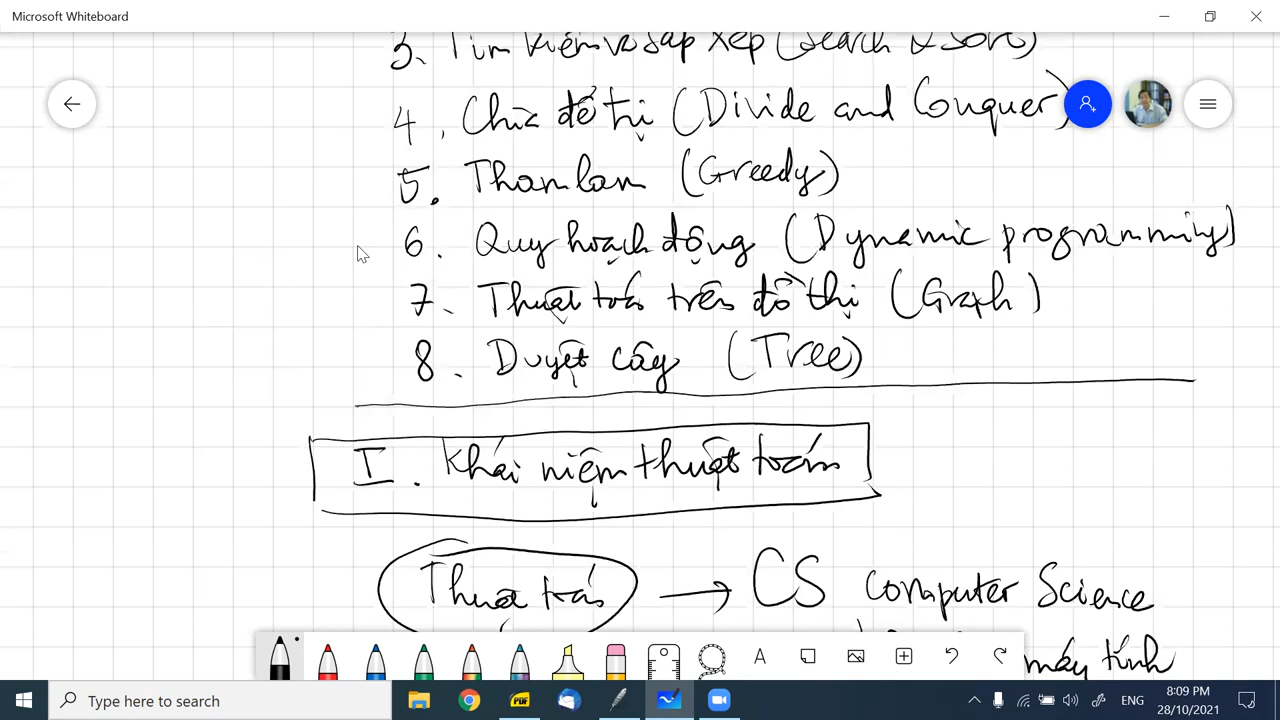 Microsoft Whiteboard
3. Tìm kiếm và Sắp xếp (Search & Sort)
4. Chia để trị (Divide and Conquer)
5. Tham lam (Greedy)
6. Quy hoạch động (Dynamic programming)
7. Thuật toán trên đồ thị (Graph)
8. Duyệt cây (Tree)
I. Khái niệm thuật toán
Thuật toán → CS Computer Science
máy tính
Type here to search
PDF
ENG
8:09 PM
28/10/2021